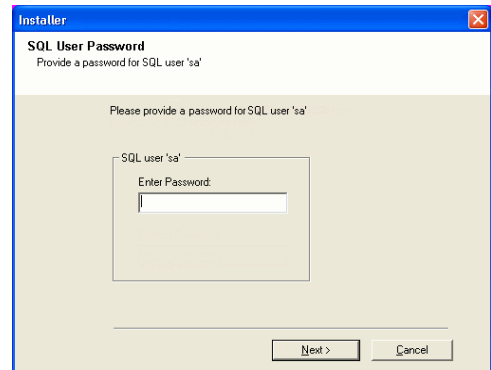 Installer
SQL User Password
Provide a password for SQL user 'sa'
Please provide a password for SQL user 'sa'
SQL user 'sa'
Enter Password:
Next >
Cancel